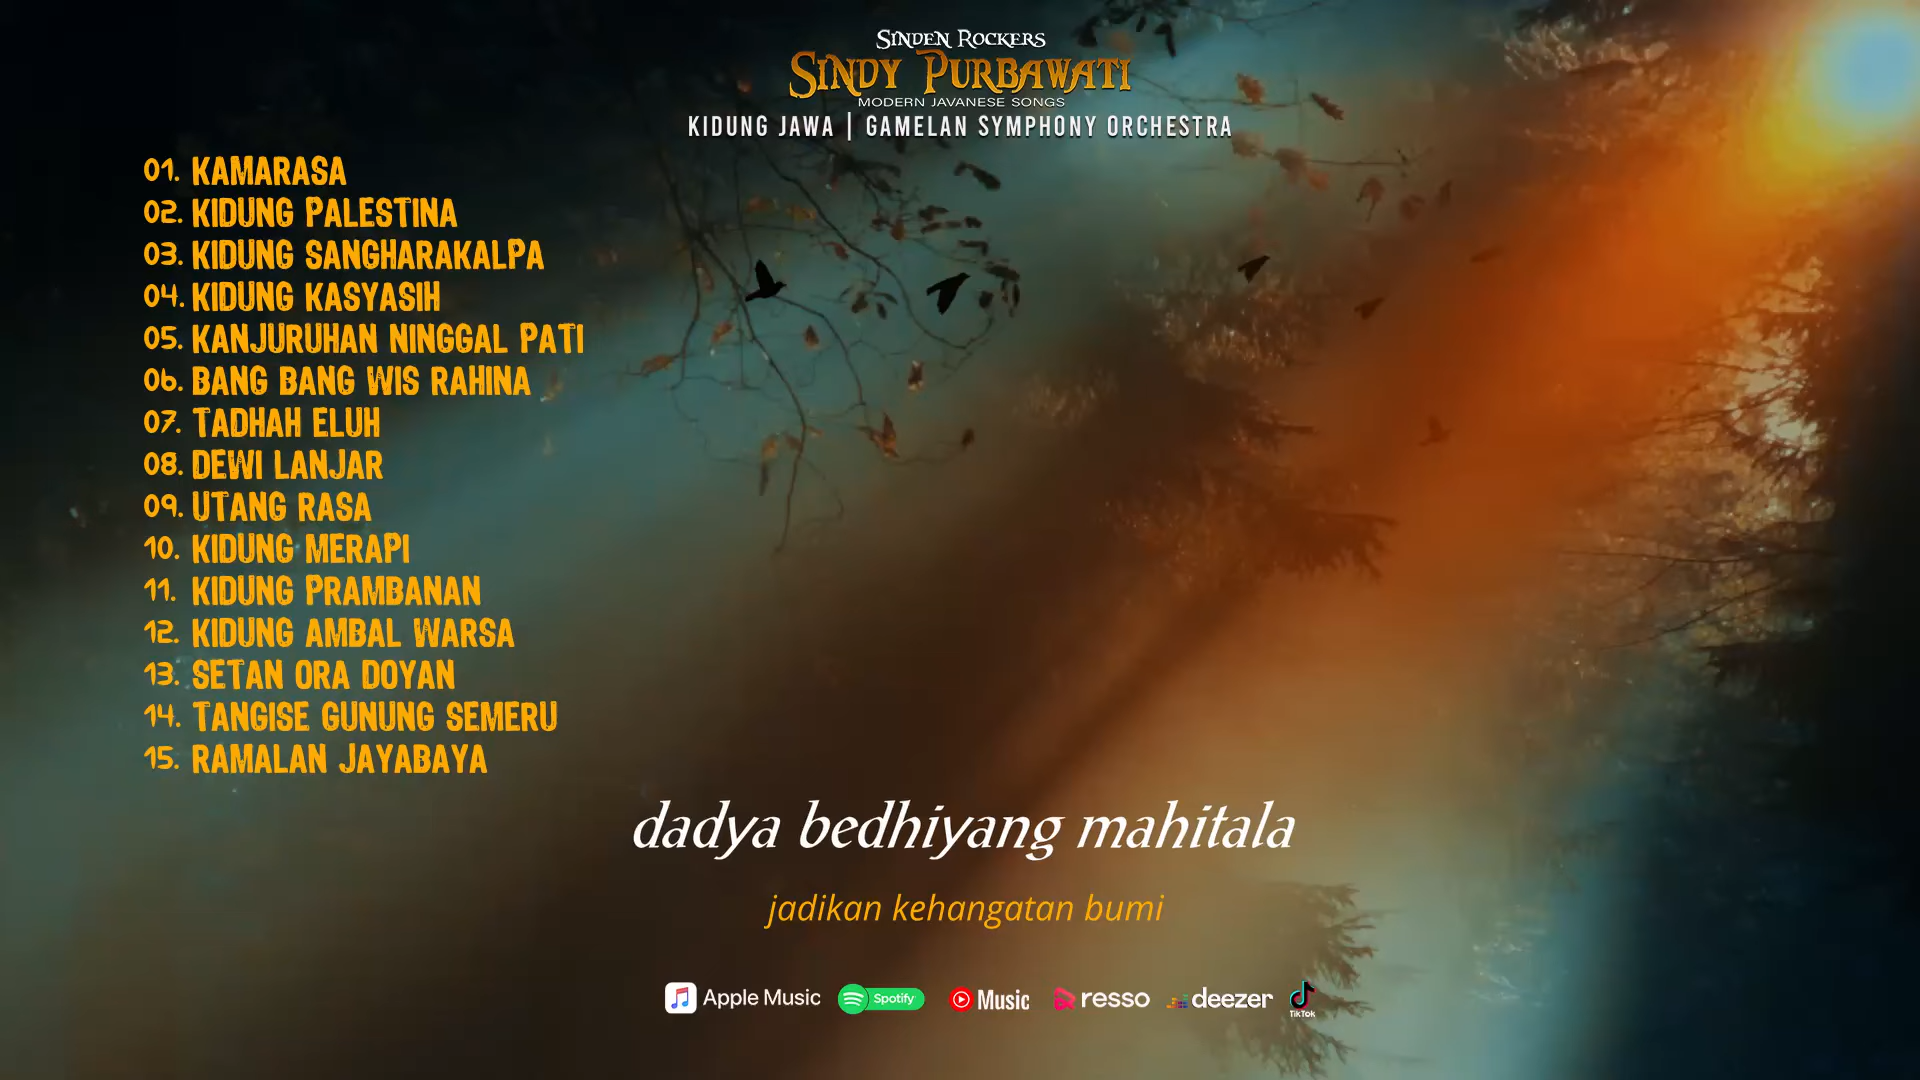 SINDEN ROCKERS
SINDY PURBAWATI
MODERN JAVANESE SONGS
KIDUNG JAWA | GAMELAN SYMPHONY ORCHESTRA
01. KAMARASA
02. KIDUNG PALESTINA
03. KIDUNG SANGHARAKALPA
04. KIDUNG KASYASIH
05. KANJURUHAN NINGGAL PATI
06. BANG BANG WIS RAHINA
07. TADHAH ELUH
08. DEWI LANJAR
09. UTANG RASA
10. KIDUNG MERAPI
11. KIDUNG PRAMBANAN
12. KIDUNG AMBAL WARSA
13. SETAN ORA DOYAN
14. TANGISE GUNUNG SEMERU
15. RAMALAN JAYABAYA
dadya bedhiyang mahitala
jadikan kehangatan bumi
Apple Music Spotify Music resso deezer TikTok